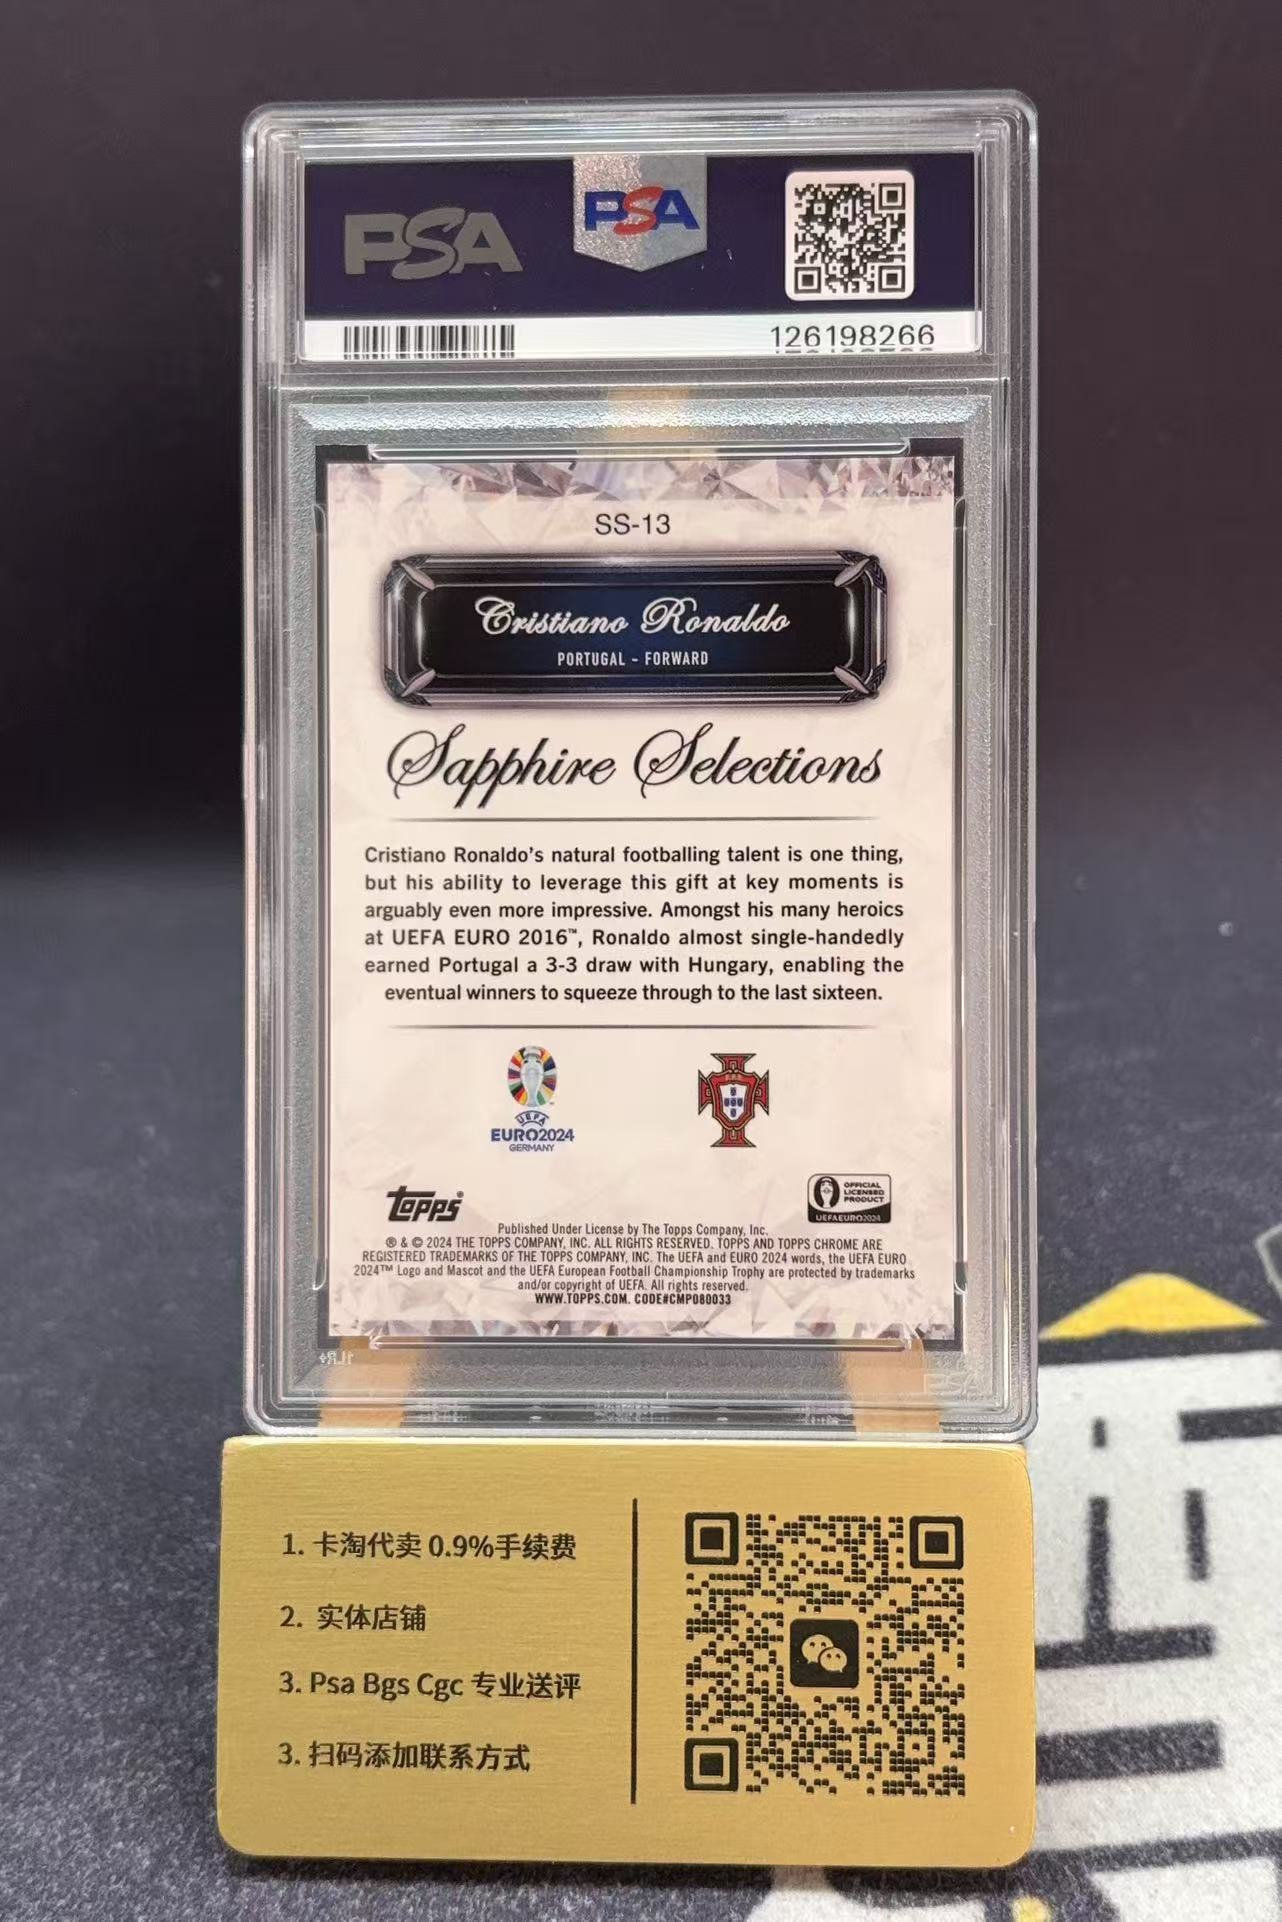 PSA
PSA
126198266
SS-13
Cristiano Ronaldo
PORTUGAL - FORWARD
Sapphire Selections
Cristiano Ronaldo's natural footballing talent is one thing,
but his ability to leverage this gift at key moments is
arguably even more impressive. Amongst his many heroics
at UEFA EURO 2016™, Ronaldo almost single-handedly
earned Portugal a 3-3 draw with Hungary, enabling the
eventual winners to squeeze through to the last sixteen.
UEFA
EURO2024
GERMANY
topps®
OFFICIAL
LICENSED
PRODUCT
UEFAEURO2024
Published Under License by The Topps Company, Inc.
® & © 2024 THE TOPPS COMPANY, INC. ALL RIGHTS RESERVED. TOPPS AND TOPPS CHROME ARE
REGISTERED TRADEMARKS OF THE TOPPS COMPANY, INC. The UEFA and EURO 2024 words, the UEFA EURO
2024™ Logo and Mascot and the UEFA European Football Championship Trophy are protected by trademarks
and/or copyright of UEFA. All rights reserved.
WWW.TOPPS.COM. CODE#CMP080033
PSA
1. 卡淘代卖 0.9%手续费
2. 实体店铺
3. Psa Bgs Cgc 专业送评
3. 扫码添加联系方式